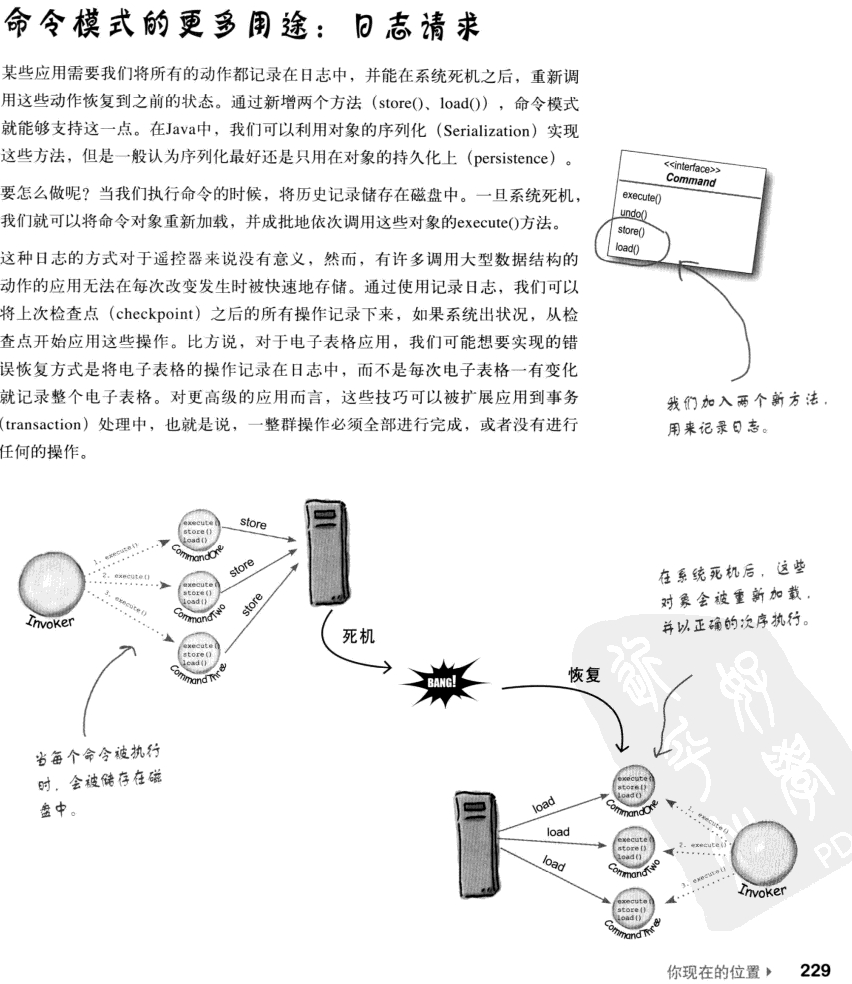 命令模式的更多用途：日志请求
某些应用需要我们将所有的动作都记录在日志中，并能在系统死机之后，重新调
用这些动作恢复到之前的状态。通过新增两个方法（store()、load()），命令模式
就能够支持这一点。在Java中，我们可以利用对象的序列化（Serialization）实现
这些方法，但是一般认为序列化最好还是只用在对象的持久化上（persistence）。
要怎么做呢？当我们执行命令的时候，将历史记录储存在磁盘中。一旦系统死机，
我们就可以将命令对象重新加载，并成批地依次调用这些对象的execute()方法。
这种日志的方式对于遥控器来说没有意义，然而，有许多调用大型数据结构的
动作的应用无法在每次改变发生时被快速地存储。通过使用记录日志，我们可以
将上次检查点（checkpoint）之后的所有操作记录下来，如果系统出状况，从检
查点开始应用这些操作。比方说，对于电子表格应用，我们可能想要实现的错
误恢复方式是将电子表格的操作记录在日志中，而不是每次电子表格一有变化
就记录整个电子表格。对更高级的应用而言，这些技巧可以被扩展应用到事务
(transaction）处理中，也就是说，一整群操作必须全部进行完成，或者没有进行
任何的操作。
<<interface>>
Command
execute()
undo()
store()
load()
我们加入两个新方法，
用来记录日志。
Invoker
1. execute()
2. execute()
3. execute()
execute()
store()
load()
CommandOne
execute()
store()
load()
CommandTwo
execute()
store()
load()
CommandThree
store
store
store
死机
BANG!
恢复
当每个命令被执行
时，会被储存在磁
盘中。
在系统死机后，这些
对象会被重新加载，
并以正确的次序执行。
load
load
load
execute()
store()
load()
CommandOne
execute()
store()
load()
CommandTwo
execute()
store()
load()
CommandThree
1. execute()
2. execute()
3. execute()
Invoker
PD
你现在的位置 229